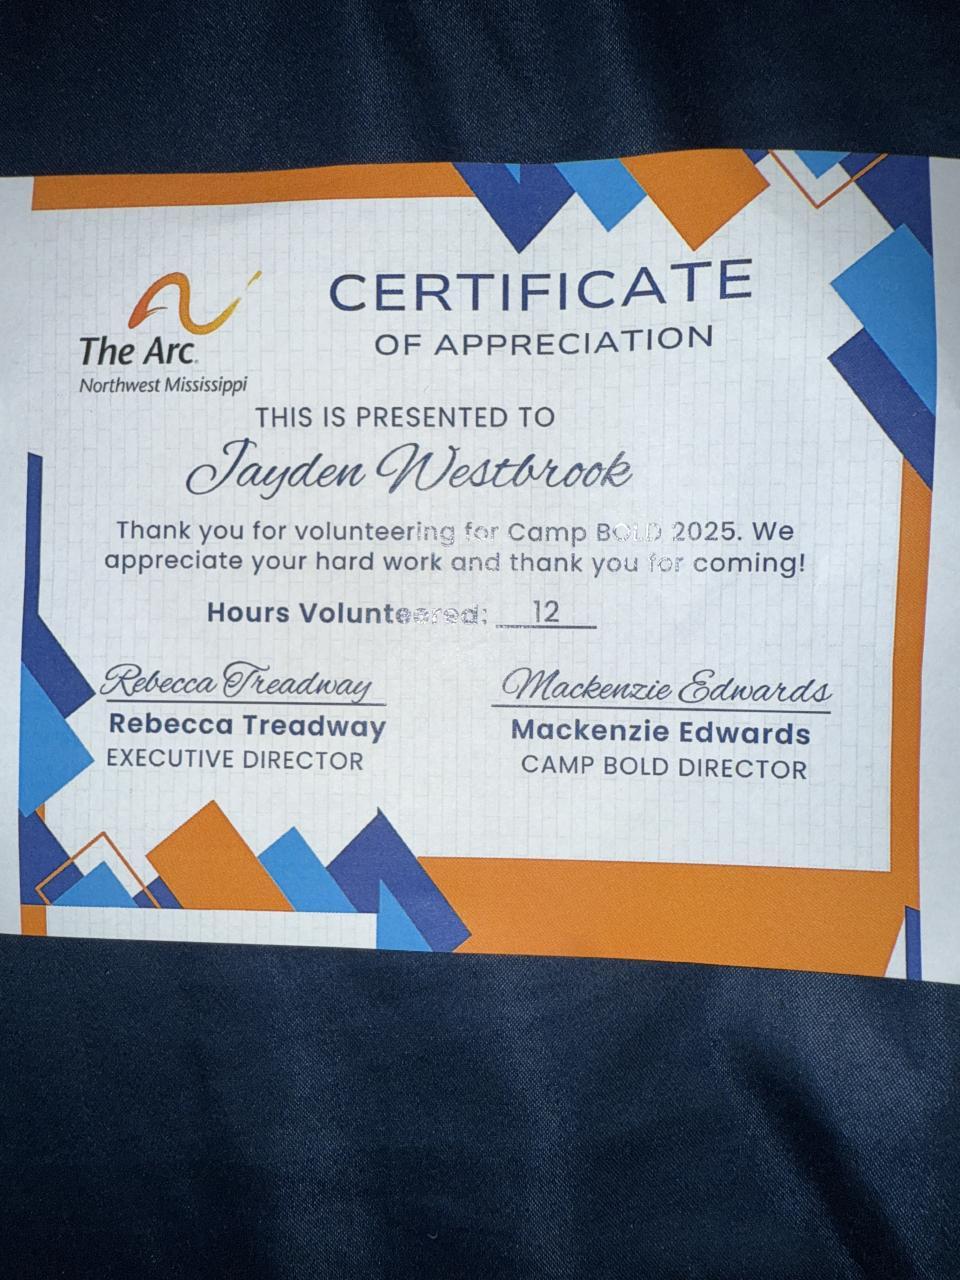 The Arc
Northwest Mississippi
CERTIFICATE
OF APPRECIATION
THIS IS PRESENTED TO
Jayden Westbrook
Thank you for volunteering for Camp BOLD 2025. We
appreciate your hard work and thank you for coming!
Hours Volunteered: 12
Rebecca Treadway
Rebecca Treadway
EXECUTIVE DIRECTOR
Mackenzie Edwards
Mackenzie Edwards
CAMP BOLD DIRECTOR